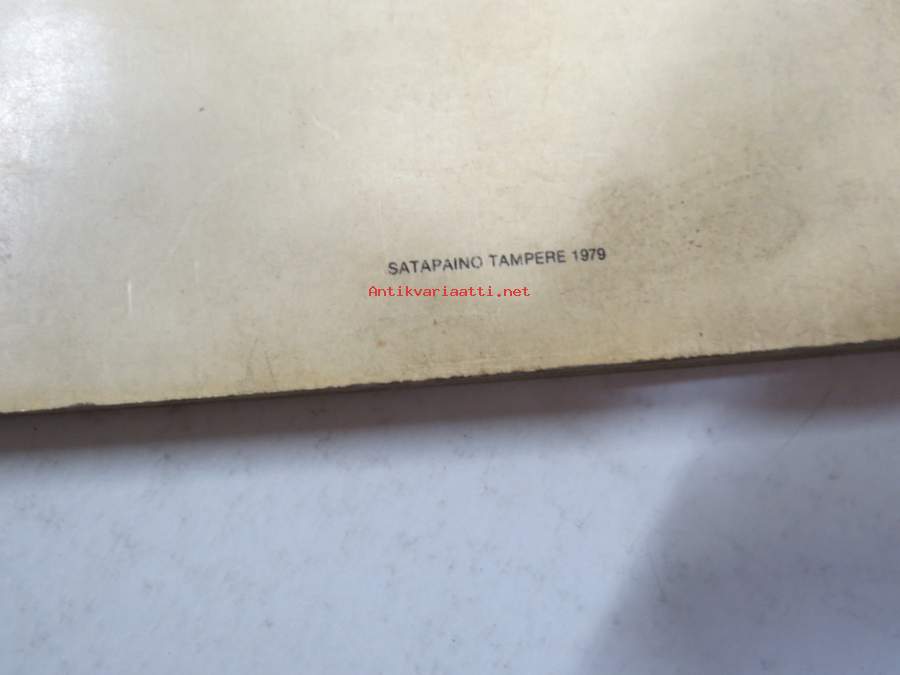 SATAPAINO TAMPERE 1979
Antikvariaatti.net